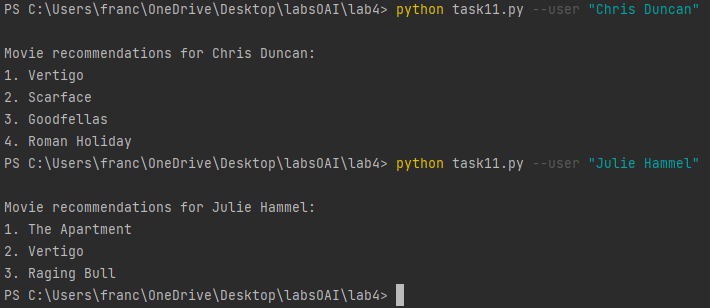 PS C:\Users\franc\OneDrive\Desktop\labsOAI\lab4> python task11.py --user "Chris Duncan"
Movie recommendations for Chris Duncan:
1. Vertigo
2. Scarface
3. Goodfellas
4. Roman Holiday
PS C:\Users\franc\OneDrive\Desktop\labsOAI\lab4> python task11.py --user "Julie Hammel"
Movie recommendations for Julie Hammel:
1. The Apartment
2. Vertigo
3. Raging Bull
PS C:\Users\franc\OneDrive\Desktop\labsOAI\lab4>